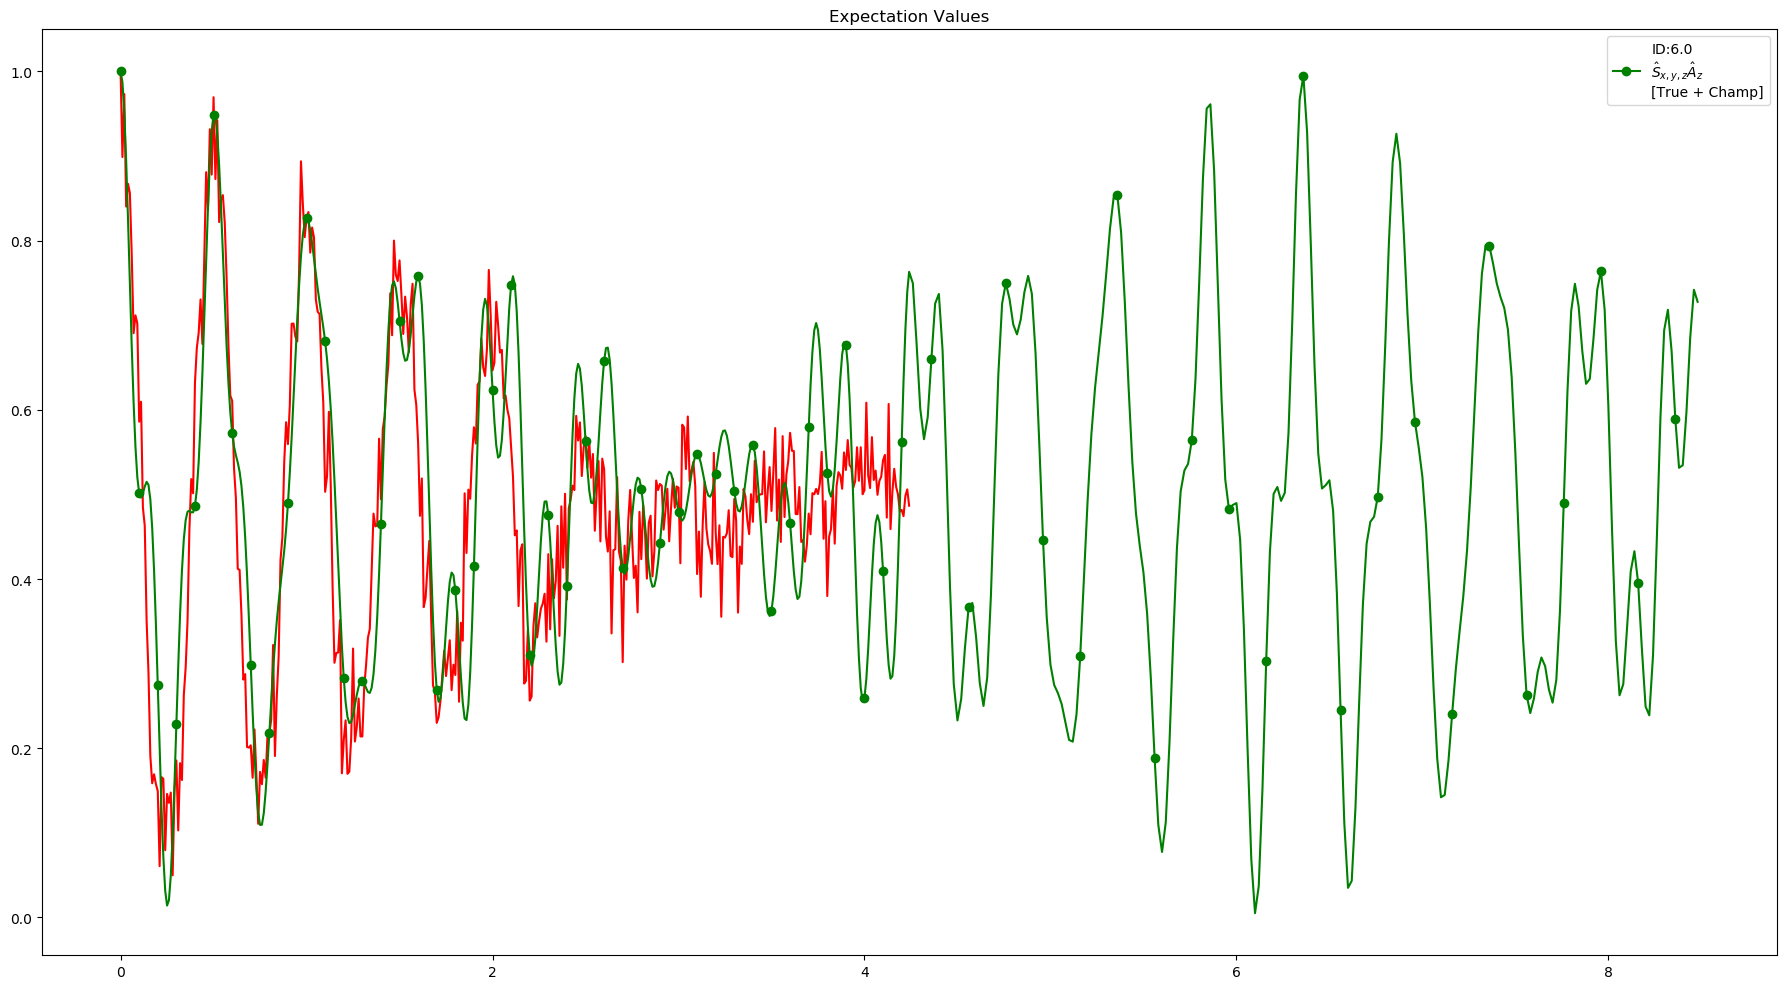 Expectation Values
ID:6.0
$\hat{S}_{x,y,z}\hat{A}_z$
[True + Champ]
1.0
0.8
0.6
0.4
0.2
0.0
0 2 4 6 8